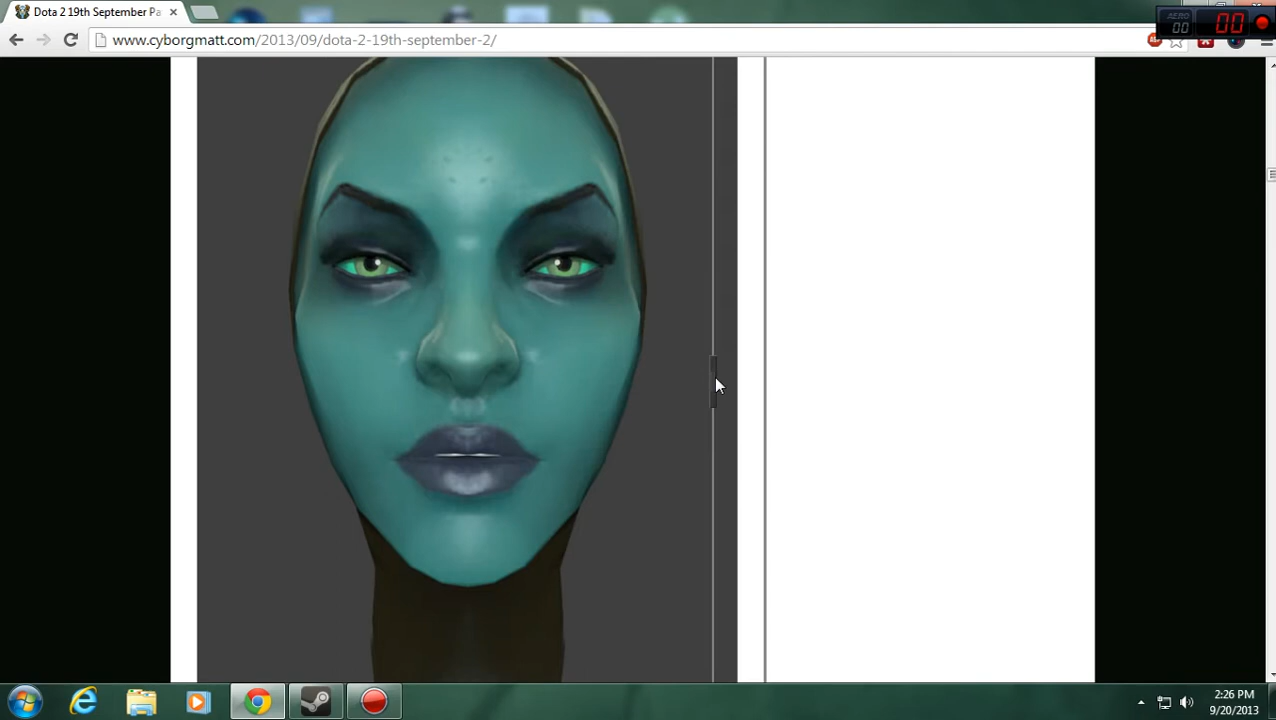 Dota 2 19th September Pa
www.cyborgmatt.com/2013/09/dota-2-19th-september-2/
AERO
00
00
2:26 PM
9/20/2013